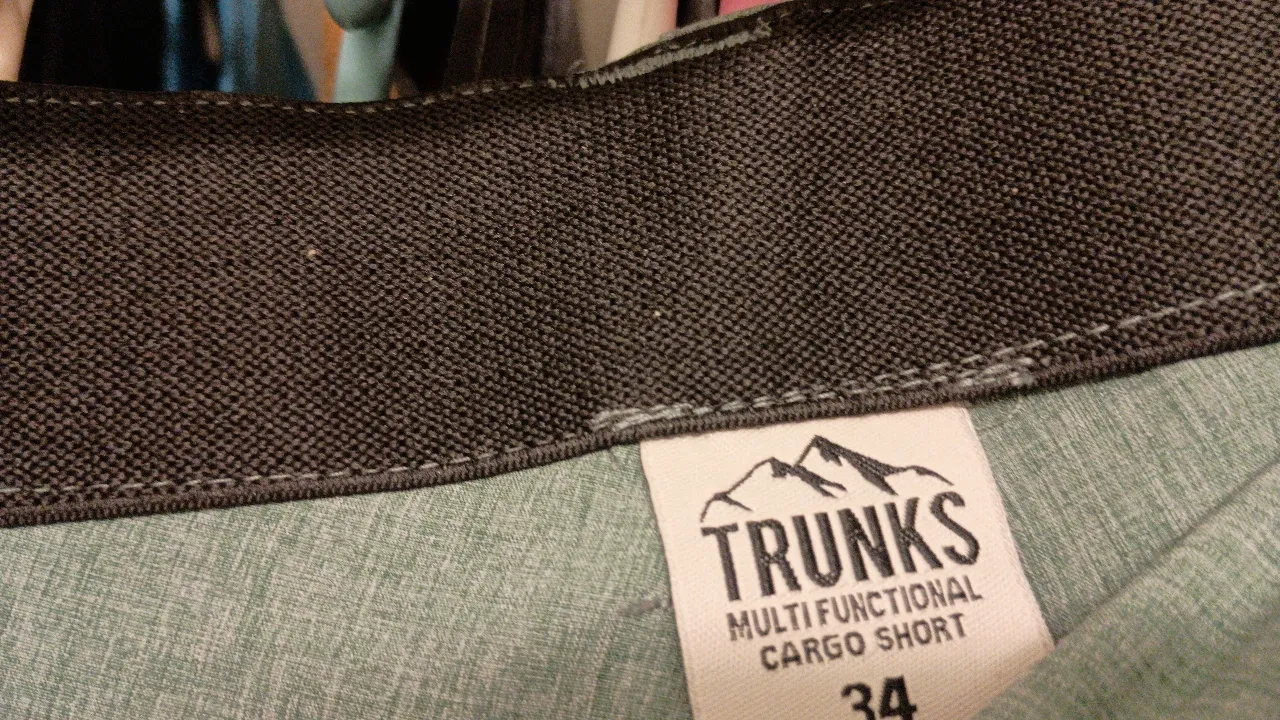 TRUNKS
MULTI FUNCTIONAL
CARGO SHORT
34